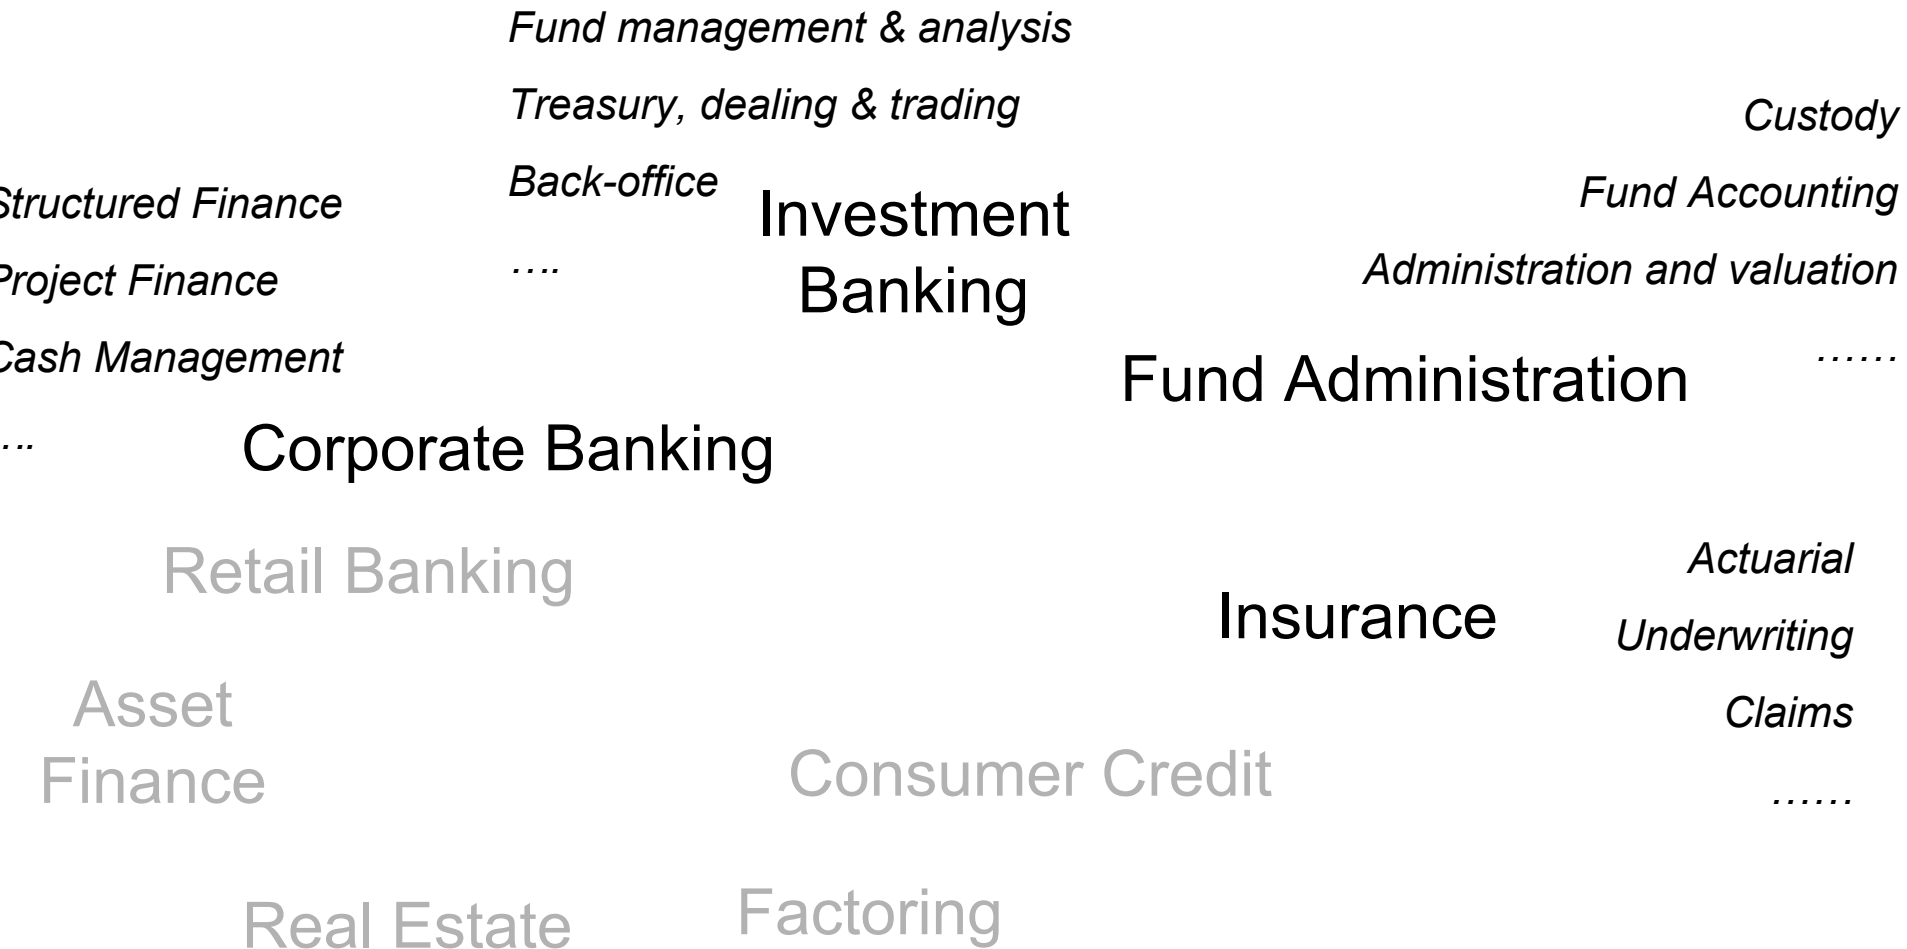 Fund management & analysis
Treasury, dealing & trading
Back-office
….
Investment
Banking
Custody
Fund Accounting
Administration and valuation
……
Fund Administration
Structured Finance
Project Finance
Cash Management
….
Corporate Banking
Retail Banking
Actuarial
Underwriting
Claims
……
Insurance
Asset
Finance
Consumer Credit
Real Estate
Factoring